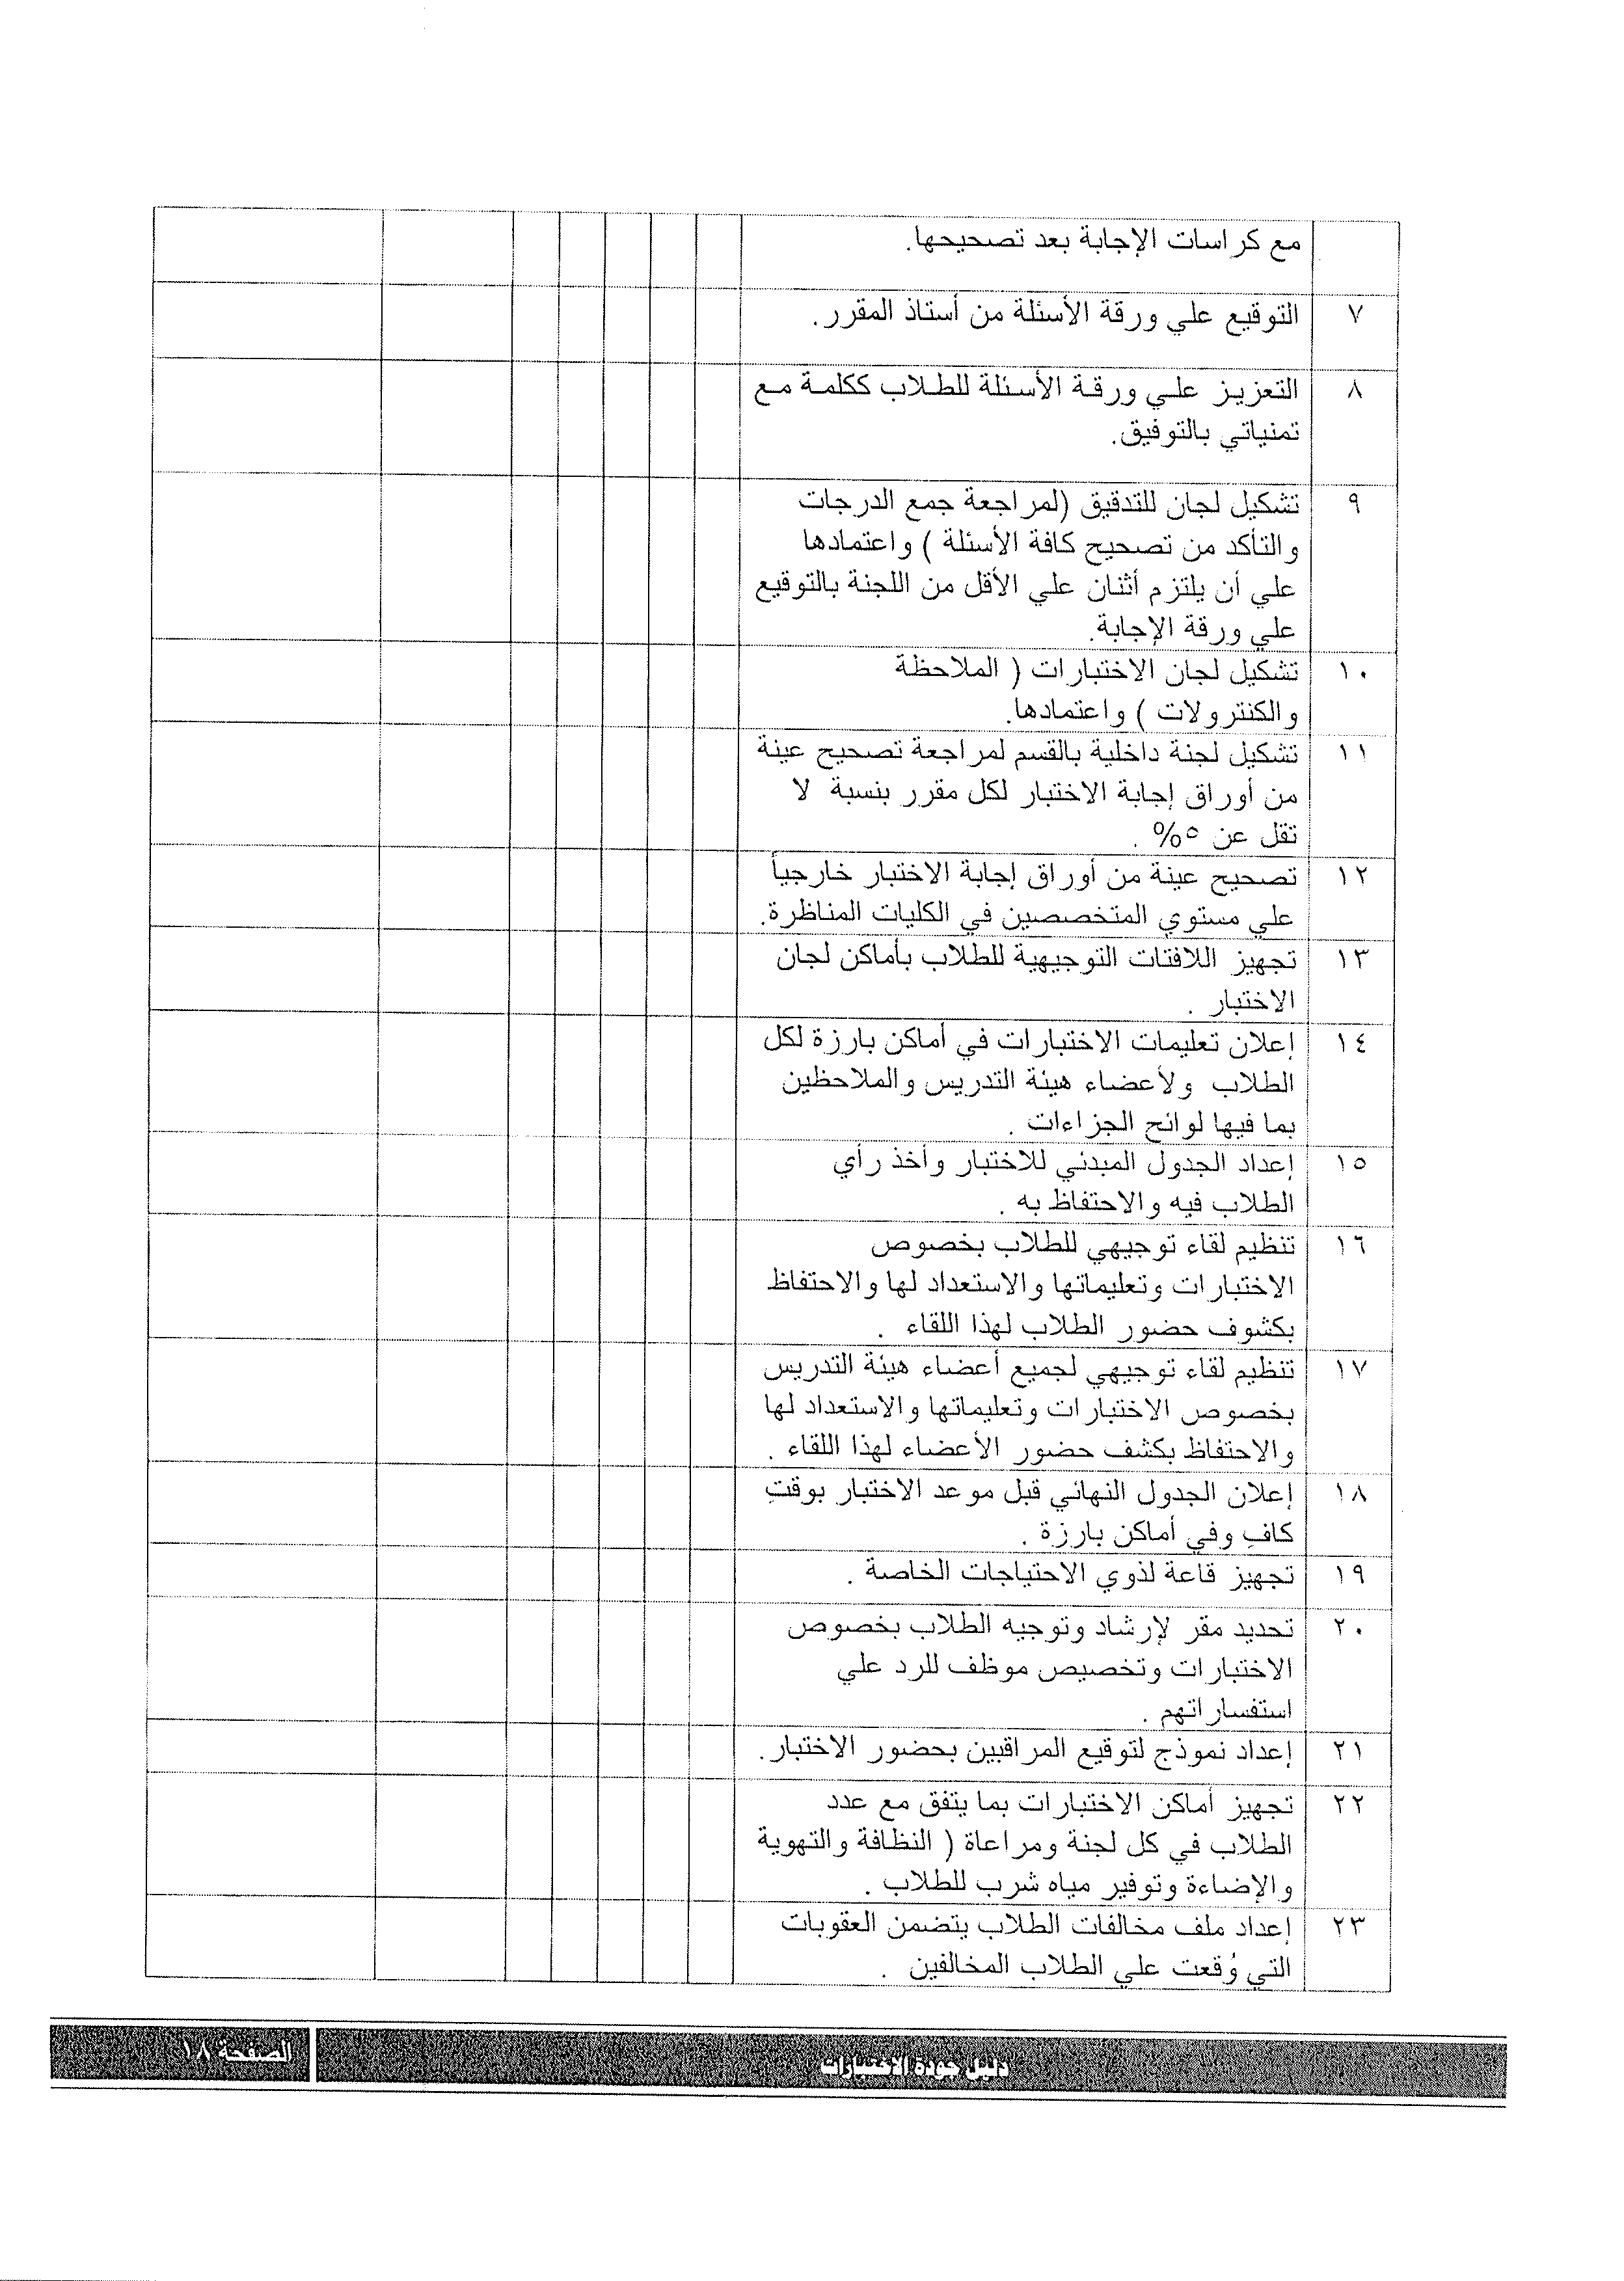 مع كراسات الإجابة بعد تصحيحها.
٧ التوقيع علي ورقة الأسئلة من أستاذ المقرر.
٨ التعزيز علي ورقة الأسئلة للطلاب ككلمة مع
تمنياتي بالتوفيق.
٩ تشكيل لجان للتدقيق (لمراجعة جمع الدرجات
والتأكد من تصحيح كافة الأسئلة ) واعتمادها
علي أن يلتزم أثنان علي الأقل من اللجنة بالتوقيع
علي ورقة الإجابة.
١٠ تشكيل لجان الاختبارات ( الملاحظة
والكنترولات ) واعتمادها.
١١ تشكيل لجنة داخلية بالقسم لمراجعة تصحيح عينة
من أوراق إجابة الاختبار لكل مقرر بنسبة لا
تقل عن ٥% .
١٢ تصحيح عينة من أوراق إجابة الاختبار خارجياً
علي مستوي المتخصصين في الكليات المناظرة.
١٣ تجهيز اللافتات التوجيهية للطلاب بأماكن لجان
الاختبار .
١٤ إعلان تعليمات الاختبارات في أماكن بارزة لكل
الطلاب ولأعضاء هيئة التدريس والملاحظين
بما فيها لوائح الجزاءات .
١٥ إعداد الجدول المبدئي للاختبار وأخذ رأي
الطلاب فيه والاحتفاظ به .
١٦ تنظيم لقاء توجيهي للطلاب بخصوص
الاختبارات وتعليماتها والاستعداد لها والاحتفاظ
بكشوف حضور الطلاب لهذا اللقاء .
١٧ تنظيم لقاء توجيهي لجميع أعضاء هيئة التدريس
بخصوص الاختبارات وتعليماتها والاستعداد لها
والاحتفاظ بكشف حضور الأعضاء لهذا اللقاء .
١٨ إعلان الجدول النهائي قبل موعد الاختبار بوقتِ
كافِ وفي أماكن بارزة .
١٩ تجهيز قاعة لذوي الاحتياجات الخاصة .
٢٠ تحديد مقر لإرشاد وتوجيه الطلاب بخصوص
الاختبارات وتخصيص موظف للرد علي
استفساراتهم .
٢١ إعداد نموذج لتوقيع المراقبين بحضور الاختبار.
٢٢ تجهيز أماكن الاختبارات بما يتفق مع عدد
الطلاب في كل لجنة ومراعاة ( النظافة والتهوية
والإضاءة وتوفير مياه شرب للطلاب .
٢٣ إعداد ملف مخالفات الطلاب يتضمن العقوبات
التي وُقعت علي الطلاب المخالفين .
دليل جودة الاختبارات
الصفحة ١٨